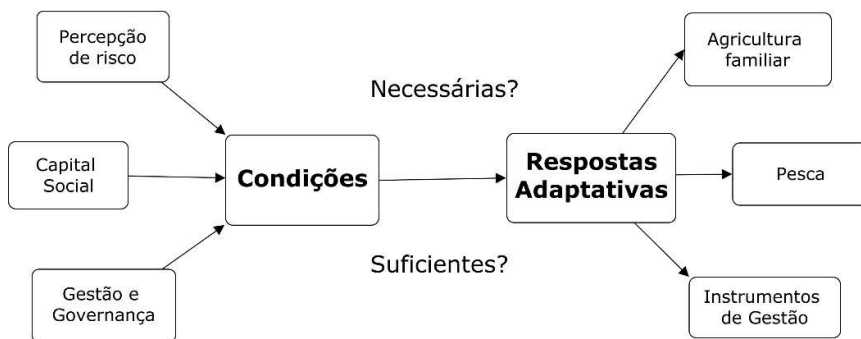 Percepção
de risco
Capital
Social
Gestão e
Governança
Condições
Necessárias?
Suficientes?
Respostas
Adaptativas
Agricultura
familiar
Pesca
Instrumentos
de Gestão